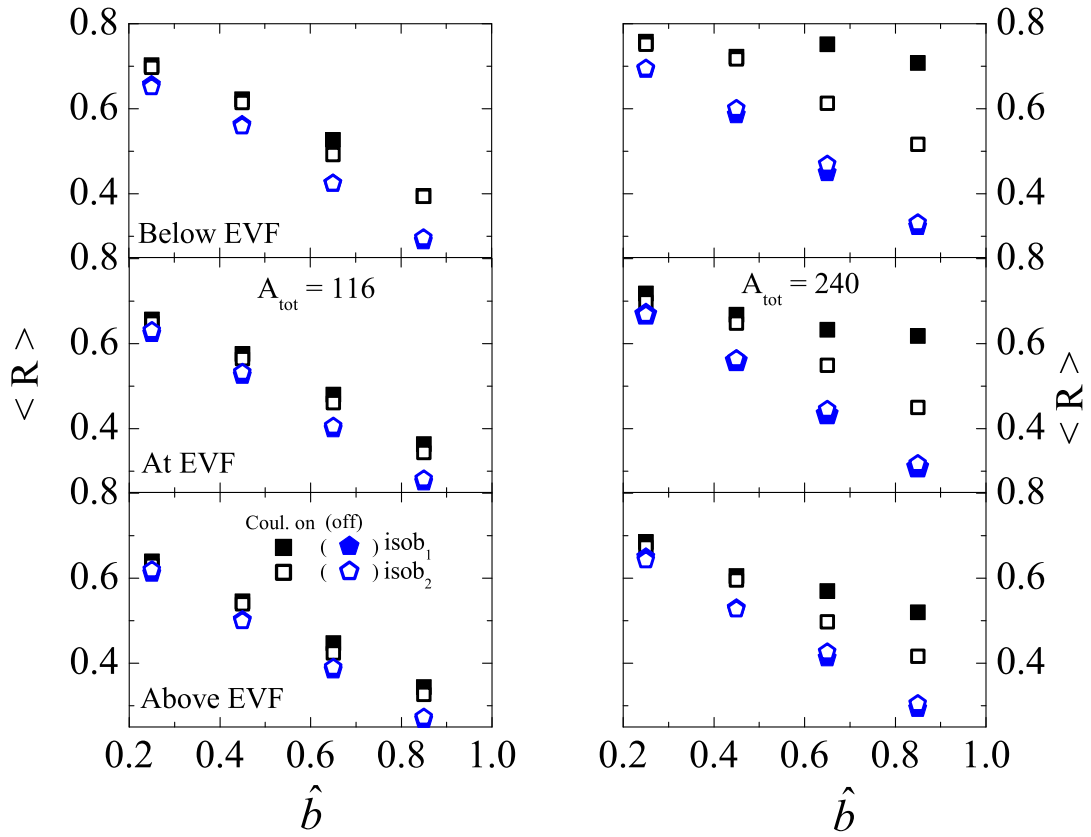 0.8
0.6
0.4
Below EVF
0.8
0.6
0.4
0.8
A_tot = 116
0.6
< R >
0.4
At EVF
0.8
A_tot = 240
0.6
< R >
0.4
0.8
Coul. on (off)
( ) isob_1
( ) isob_2
0.6
0.4
Above EVF
0.8
0.6
0.4
0.2 0.4 0.6 0.8 1.0
0.2 0.4 0.6 0.8 1.0
b̂
b̂